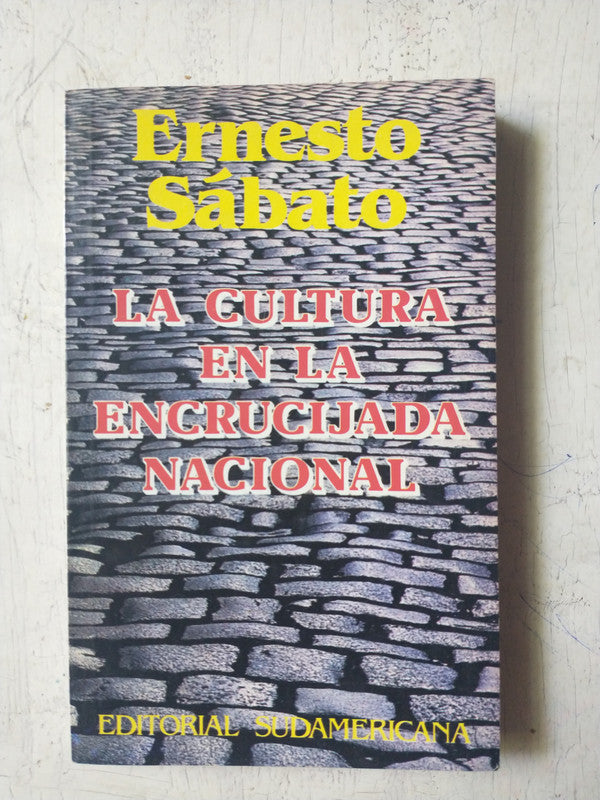 Ernesto
Sábato
LA CULTURA
EN LA
ENCRUCIJADA
NACIONAL
EDITORIAL SUDAMERICANA